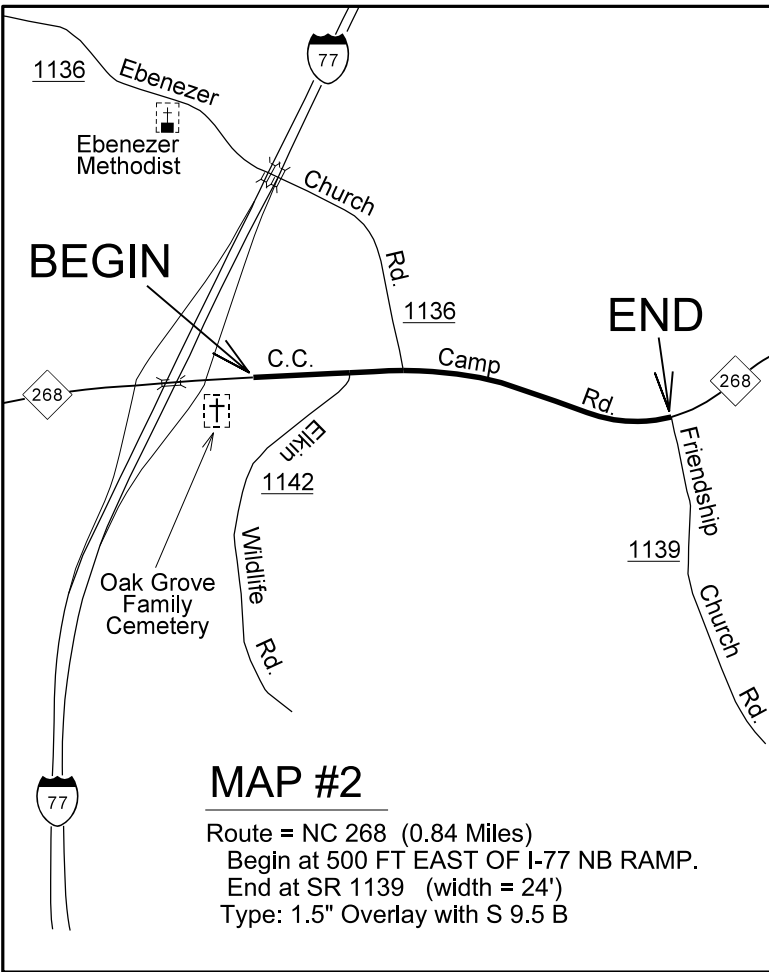 77
1136
Ebenezer
Ebenezer
Methodist
Church
Rd.
1136
BEGIN
END
C.C.
Camp
Rd.
268
268
Elkin
1142
Wildlife
Rd.
Friendship
1139
Church
Rd.
Oak Grove
Family
Cemetery
77
MAP #2
Route = NC 268 (0.84 Miles)
Begin at 500 FT EAST OF I-77 NB RAMP.
End at SR 1139 (width = 24')
Type: 1.5" Overlay with S 9.5 B